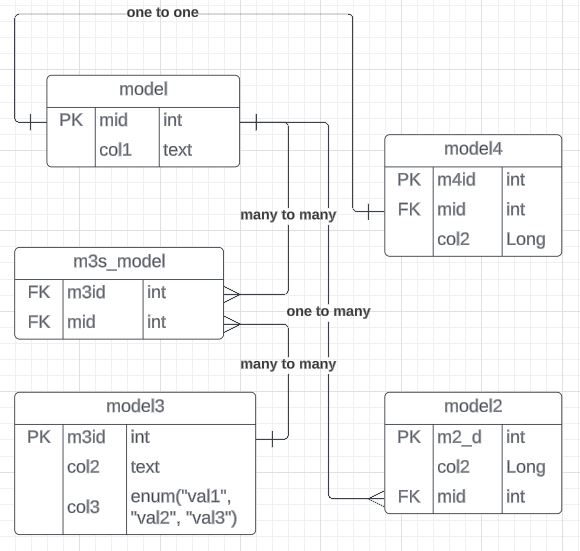 one to one
model
PK mid int
col1 text
model4
PK m4id int
FK mid int
col2 Long
many to many
m3s_model
FK m3id int
FK mid int
one to many
many to many
model3
PK m3id int
col2 text
col3 enum("val1",
"val2", "val3")
model2
PK m2_d int
col2 Long
FK mid int